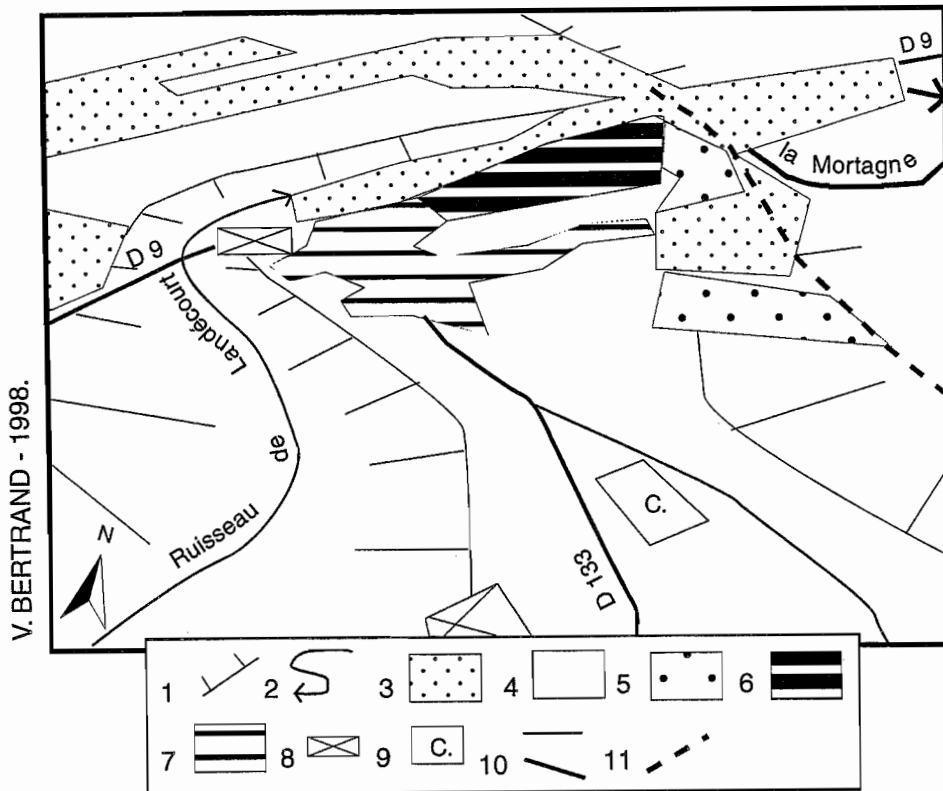 D 9
la Mortagne
D 9
Ruisseau de Landécourt
C.
D 133
N
V. BERTRAND - 1998.
1 2 3 4 5 6
7 8 9 C. 10 11